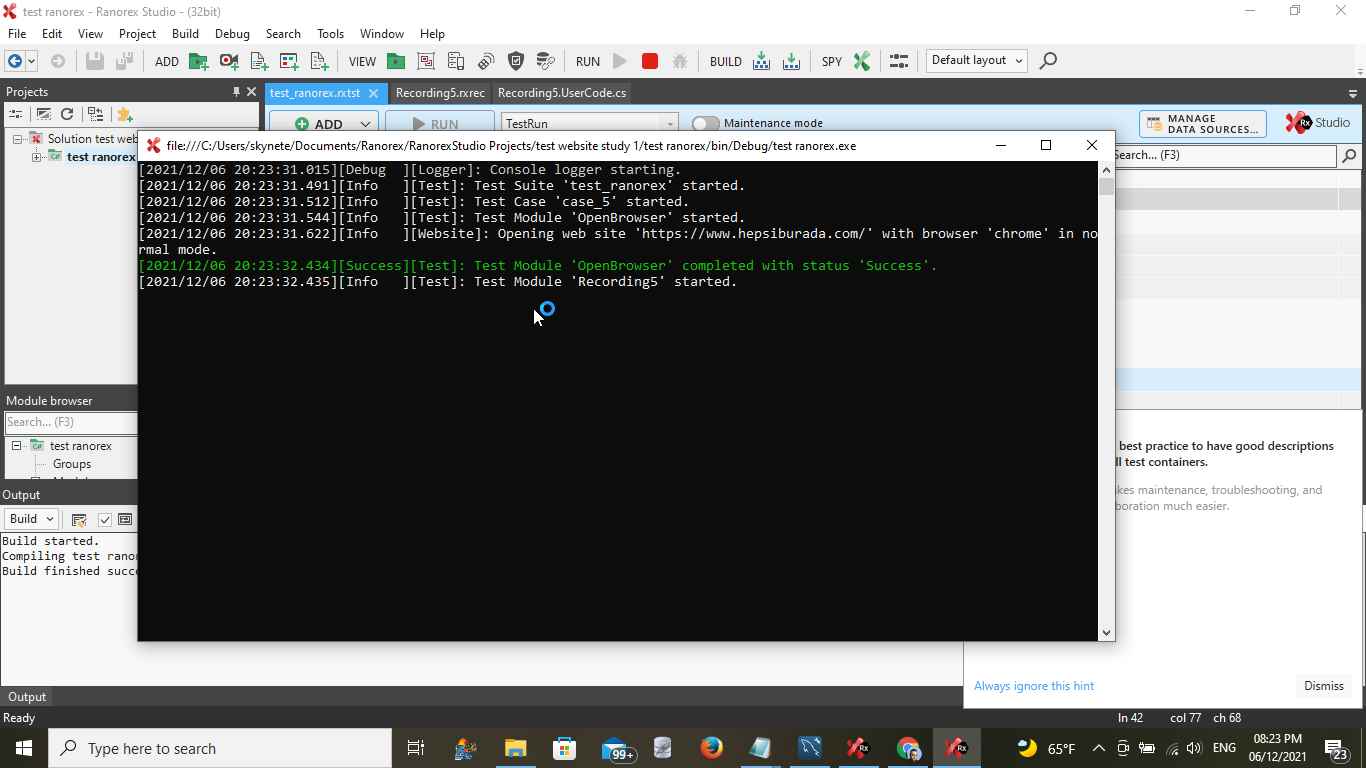 test ranorex - Ranorex Studio - (32bit)
File Edit View Project Build Debug Search Tools Window Help
ADD VIEW RUN BUILD SPY Default layout
Projects
test_ranorex.rxtst Recording5.rxrec Recording5.UserCode.cs
ADD RUN TestRun Maintenance mode MANAGE DATA SOURCES... Rx Studio
Solution test web
test ranorex
Search... (F3)
file:///C:/Users/skynete/Documents/Ranorex/RanorexStudio Projects/test website study 1/test ranorex/bin/Debug/test ranorex.exe
[2021/12/06 20:23:31.015][Debug  ][Logger]: Console logger starting.
[2021/12/06 20:23:31.491][Info   ][Test]: Test Suite 'test_ranorex' started.
[2021/12/06 20:23:31.512][Info   ][Test]: Test Case 'case_5' started.
[2021/12/06 20:23:31.544][Info   ][Test]: Test Module 'OpenBrowser' started.
[2021/12/06 20:23:31.622][Info   ][Website]: Opening web site 'https://www.hepsiburada.com/' with browser 'chrome' in no
rmal mode.
[2021/12/06 20:23:32.434][Success][Test]: Test Module 'OpenBrowser' completed with status 'Success'.
[2021/12/06 20:23:32.435][Info   ][Test]: Test Module 'Recording5' started.
Module browser
Search... (F3)
test ranorex
Groups
best practice to have good descriptions
ll test containers.
kes maintenance, troubleshooting, and
boration much easier.
Output
Build
Build started.
Compiling test rano
Build finished succ
Always ignore this hint Dismiss
Output
Ready ln 42 col 77 ch 68
Type here to search 99+ 65°F ENG 08:23 PM
06/12/2021 23